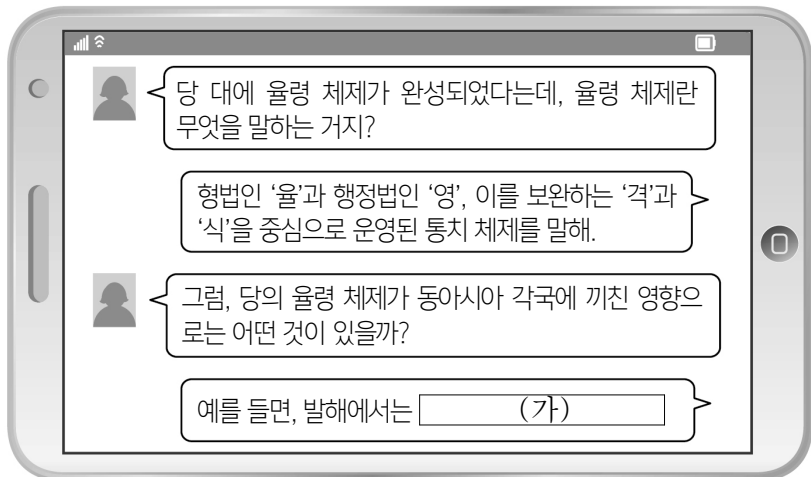 당 대에 율령 체제가 완성되었다는데, 율령 체제란
무엇을 말하는 거지?
형법인 ‘율’과 행정법인 ‘영’, 이를 보완하는 ‘격’과
‘식’을 중심으로 운영된 통치 체제를 말해.
그럼, 당의 율령 체제가 동아시아 각국에 끼친 영향으
로는 어떤 것이 있을까?
예를 들면, 발해에서는 (가)